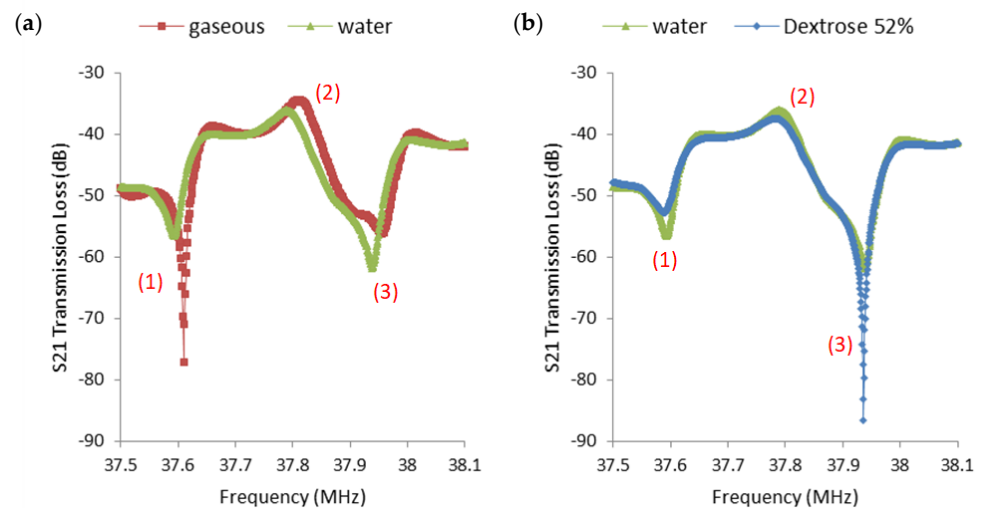 (a)
gaseous water
-30
-40
-50
-60
-70
-80
-90
S21 Transmission Loss (dB)
(1)
(2)
(3)
37.5 37.6 37.7 37.8 37.9 38 38.1
Frequency (MHz)
(b)
water Dextrose 52%
-30
-40
-50
-60
-70
-80
-90
S21 Transmission Loss (dB)
(1)
(2)
(3)
37.5 37.6 37.7 37.8 37.9 38 38.1
Frequency (MHz)